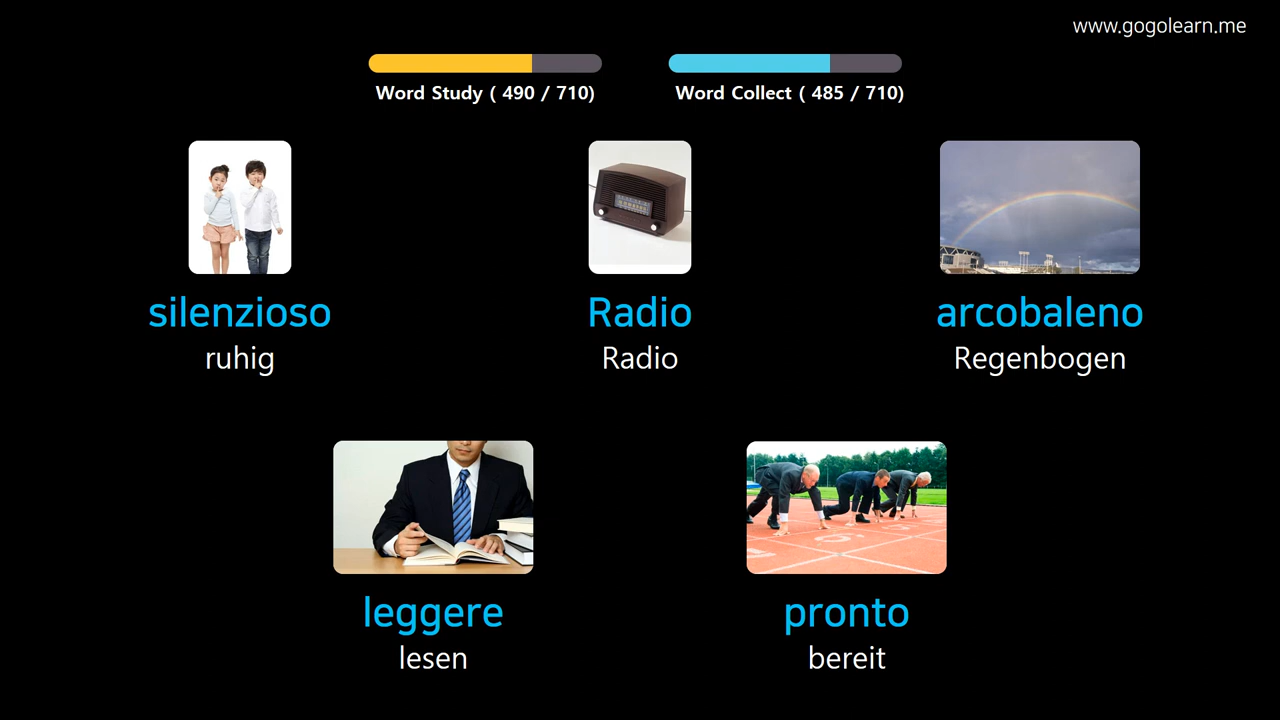 www.gogolearn.me
Word Study ( 490 / 710)
Word Collect ( 485 / 710)
silenzioso
ruhig
Radio
Radio
arcobaleno
Regenbogen
leggere
lesen
pronto
bereit